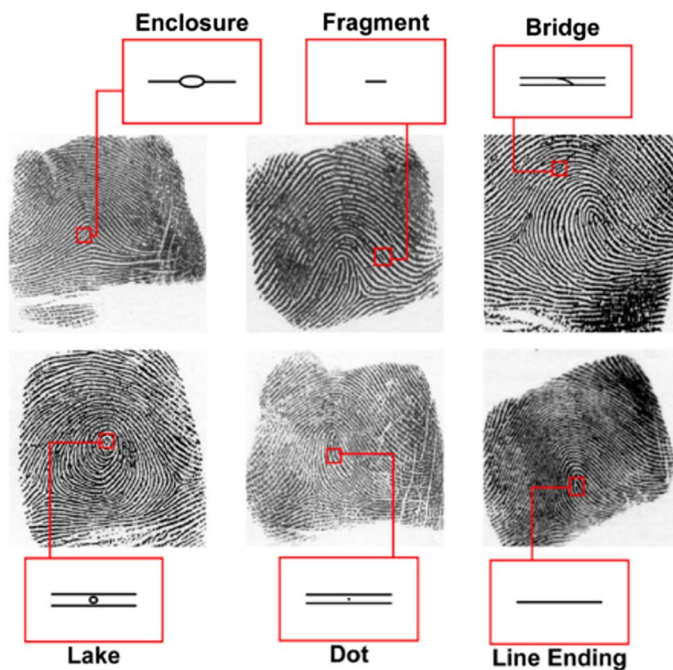 Enclosure
Fragment
Bridge
Lake
Dot
Line Ending